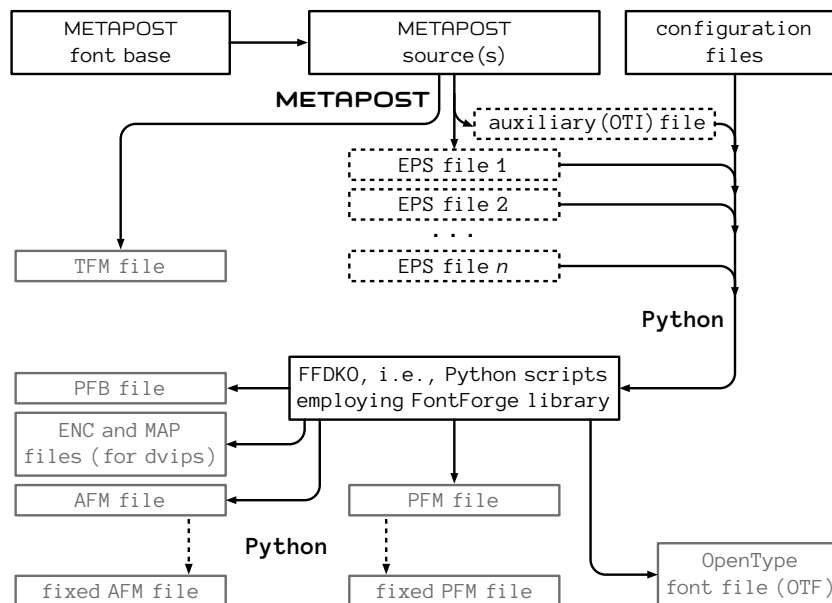 METAPOST
font base
METAPOST
source(s)
configuration
files
METAPOST
auxiliary (OTI) file
EPS file 1
EPS file 2
...
TFM file
EPS file n
Python
PFB file
FFDKO, i.e., Python scripts
employing FontForge library
ENC and MAP
files (for dvips)
AFM file
PFM file
Python
OpenType
font file (OTF)
fixed AFM file
fixed PFM file